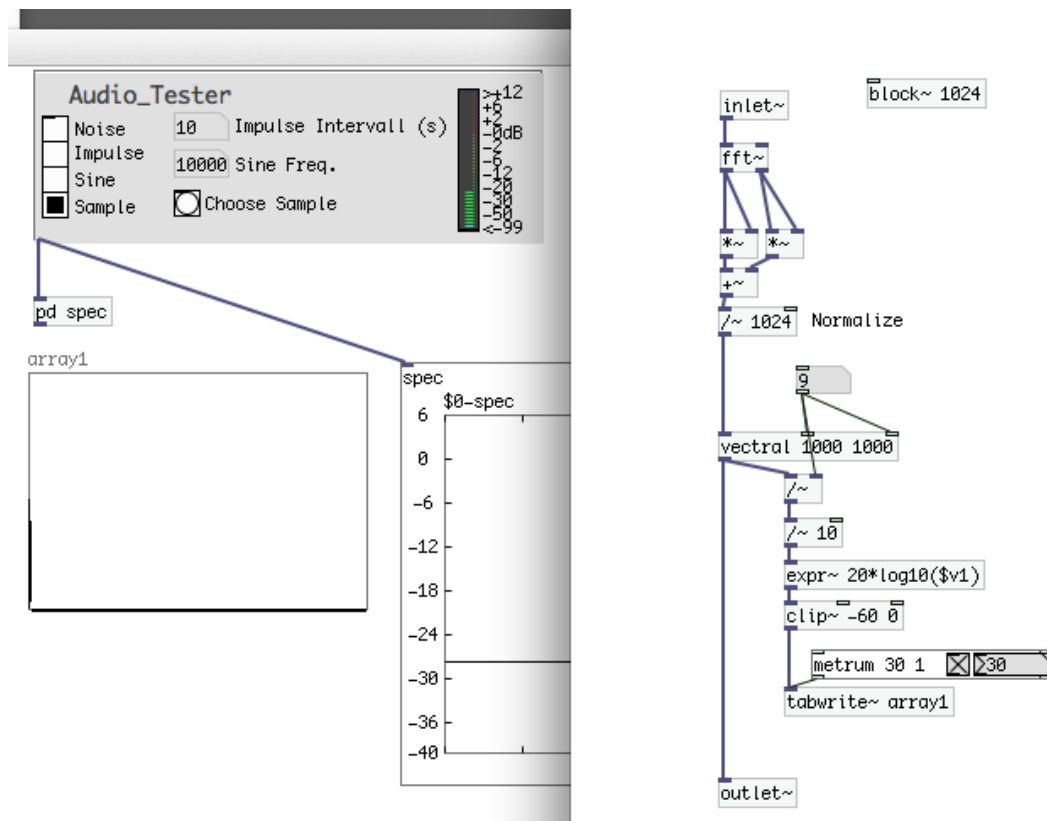 Audio_Tester
Noise
Impulse
Sine
Sample
10 Impulse Intervall (s)
10000 Sine Freq.
Choose Sample
>+12
+6
+2
-0dB
-2
-6
-12
-20
-30
-50
<-99
pd spec
array1
spec
$0-spec
6
0
-6
-12
-18
-24
-30
-36
-40
block~ 1024
inlet~
fft~
*~ *~
+~
/~ 1024 Normalize
9
vectral 1000 1000
/~
/~ 10
expr~ 20*log10($v1)
clip~ -60 0
metrum 30 1 30
tabwrite~ array1
outlet~